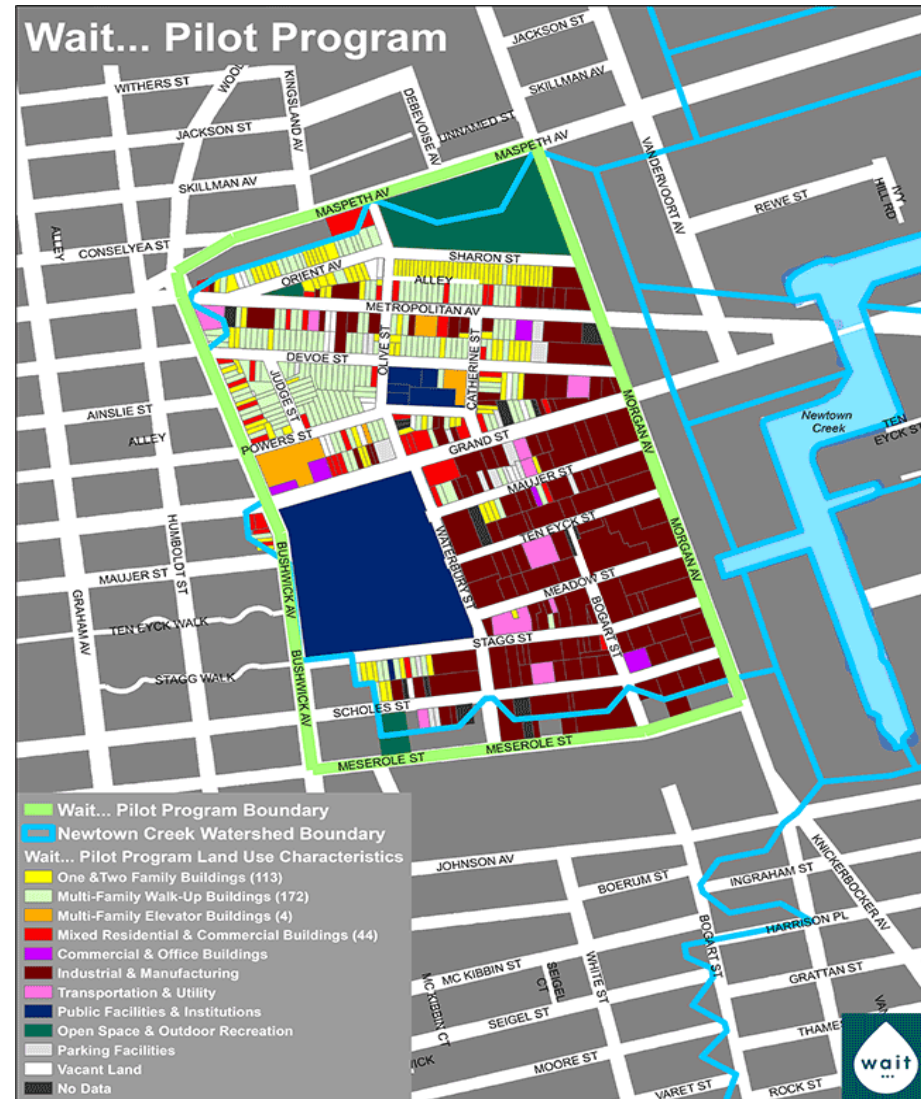 Wait... Pilot Program
JACKSON ST
SKILLMAN AV
WITHERS ST
KINGSLAND AV
DEBEVOISE AV
UNNAMED ST
JACKSON ST
MASPETH AV
VANDERVOORT AV
SKILLMAN AV
MASPETH AV
REWE ST
IVY
HILL RD
ALLEY
CONSELYEA ST
SHARON ST
ORIENT AV
ALLEY
METROPOLITAN AV
OLIVE ST
CATHERINE ST
DEVOE ST
JUDGE ST
MORGAN AV
AINSLIE ST
ALLEY
POWERS ST
GRAND ST
Newtown
Creek
TEN
EYCK ST
MAUJER ST
HUMBOLDT ST
WATERBURY ST
TEN EYCK ST
MORGAN AV
MAUJER ST
BUSHWICK AV
MEADOW ST
GRAHAM AV
TEN EYCK WALK
BOGART ST
STAGG ST
STAGG WALK
BUSHWICK AV
SCHOLES ST
MESEROLE ST
MESEROLE ST
Wait... Pilot Program Boundary
Newtown Creek Watershed Boundary
Wait... Pilot Program Land Use Characteristics
One &Two Family Buildings (113)
Multi-Family Walk-Up Buildings (172)
Multi-Family Elevator Buildings (4)
Mixed Residential & Commercial Buildings (44)
Commercial & Office Buildings
Industrial & Manufacturing
Transportation & Utility
Public Facilities & Institutions
Open Space & Outdoor Recreation
Parking Facilities
Vacant Land
No Data
JOHNSON AV
BOERUM ST
INGRAHAM ST
KNICKERBOCKER AV
HARRISON PL
BOGART ST
MC KIBBIN ST
SEIGEL CT
WHITE ST
GRATTAN ST
MC KIBBIN CT
SEIGEL ST
MOORE ST
VARET ST
ROCK ST
wait
...